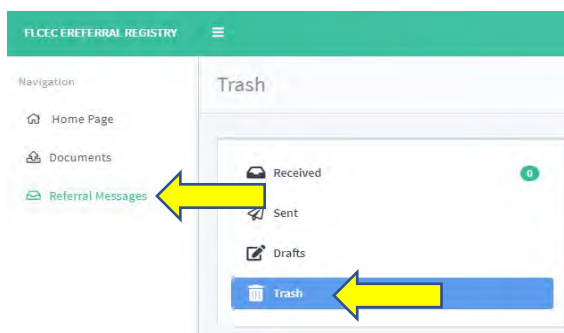 FLCEC EREFERRAL REGISTRY
Navigation
Home Page
Documents
Referral Messages
Trash
Received 0
Sent
Drafts
Trash